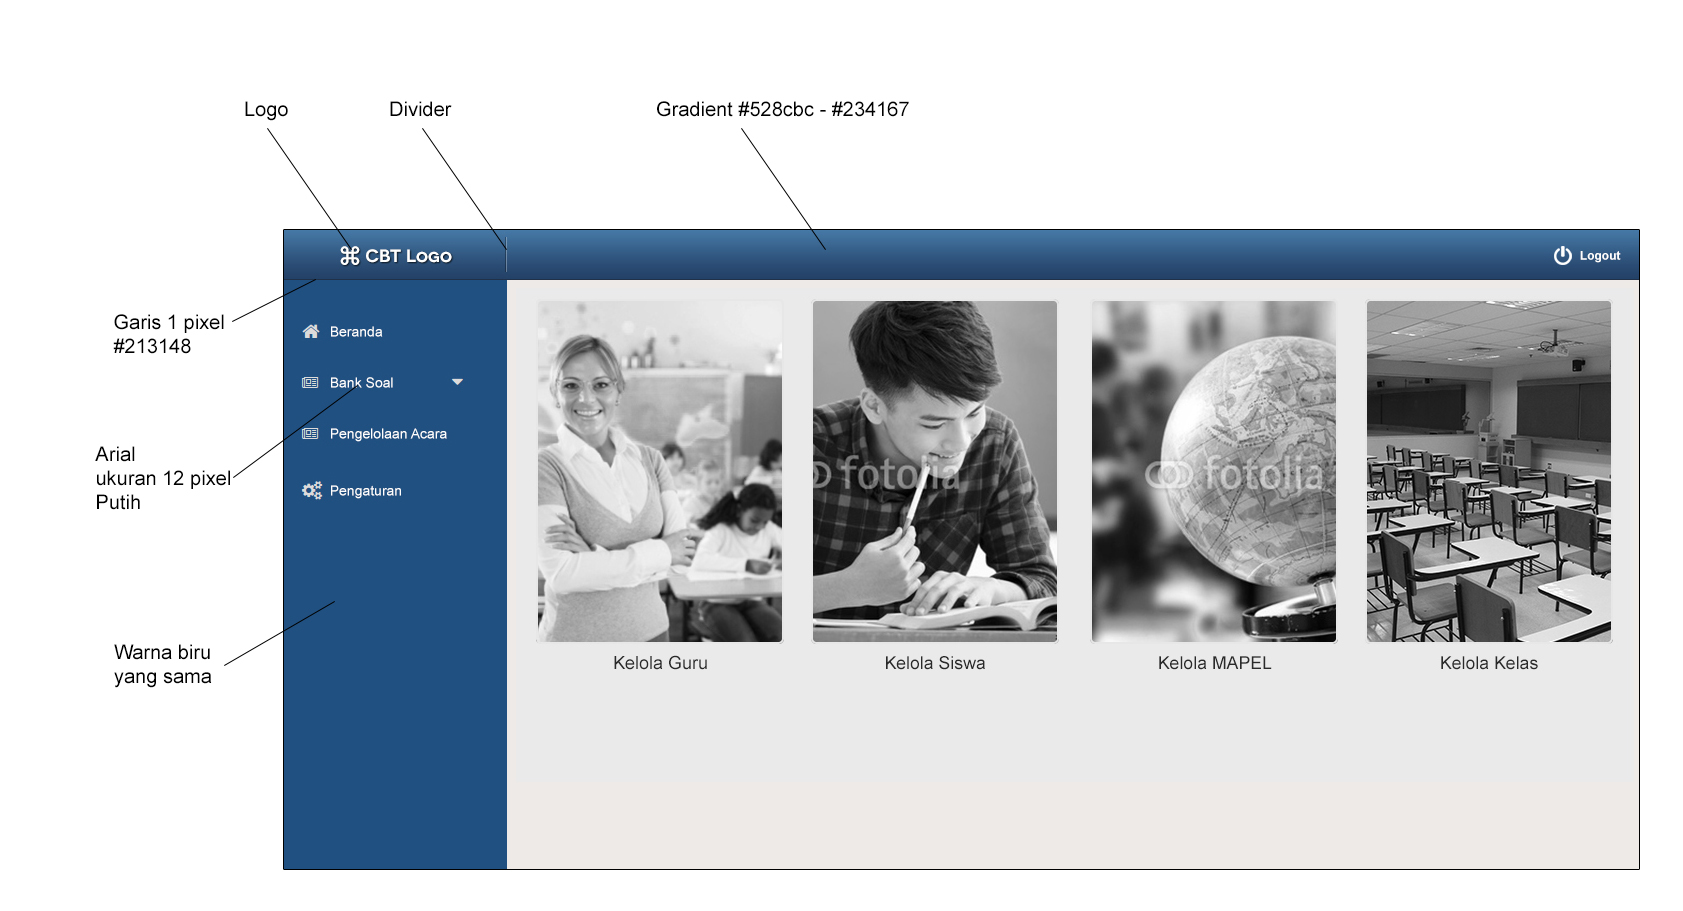 Logo
Divider
Gradient #528cbc - #234167
CBT Logo
Logout
Garis 1 pixel
#213148
Beranda
Bank Soal
Pengelolaan Acara
Arial
ukuran 12 pixel
Putih
Pengaturan
fotolia
fotolia
Warna biru
yang sama
Kelola Guru
Kelola Siswa
Kelola MAPEL
Kelola Kelas